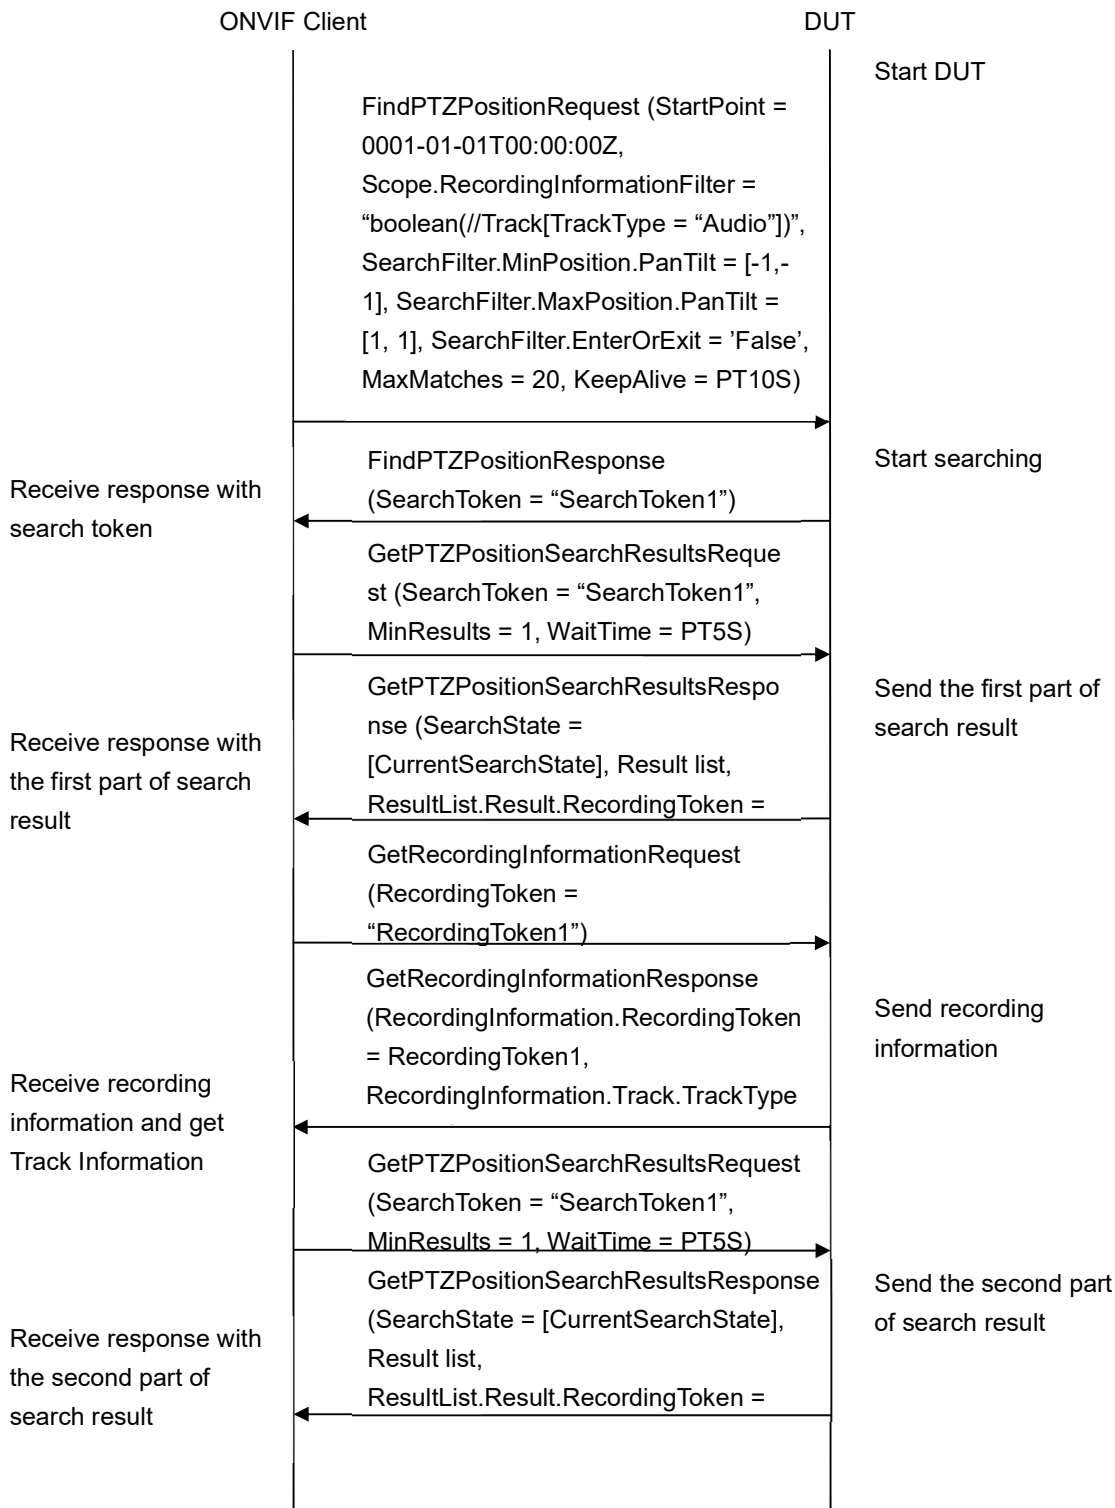 ONVIF Client
DUT
Start DUT
FindPTZPositionRequest (StartPoint =
0001-01-01T00:00:00Z,
Scope.RecordingInformationFilter =
“boolean(//Track[TrackType = “Audio”])”,
SearchFilter.MinPosition.PanTilt = [-1,-
1], SearchFilter.MaxPosition.PanTilt =
[1, 1], SearchFilter.EnterOrExit = ’False’,
MaxMatches = 20, KeepAlive = PT10S)
Start searching
FindPTZPositionResponse
(SearchToken = “SearchToken1”)
Receive response with
search token
GetPTZPositionSearchResultsReque
st (SearchToken = “SearchToken1”,
MinResults = 1, WaitTime = PT5S)
GetPTZPositionSearchResultsRespo
nse (SearchState =
[CurrentSearchState], Result list,
ResultList.Result.RecordingToken =
Send the first part of
search result
Receive response with
the first part of search
result
GetRecordingInformationRequest
(RecordingToken =
“RecordingToken1”)
GetRecordingInformationResponse
(RecordingInformation.RecordingToken
= RecordingToken1,
RecordingInformation.Track.TrackType
Send recording
information
Receive recording
information and get
Track Information
GetPTZPositionSearchResultsRequest
(SearchToken = “SearchToken1”,
MinResults = 1, WaitTime = PT5S)
GetPTZPositionSearchResultsResponse
(SearchState = [CurrentSearchState],
Result list,
ResultList.Result.RecordingToken =
Send the second part
of search result
Receive response with
the second part of
search result